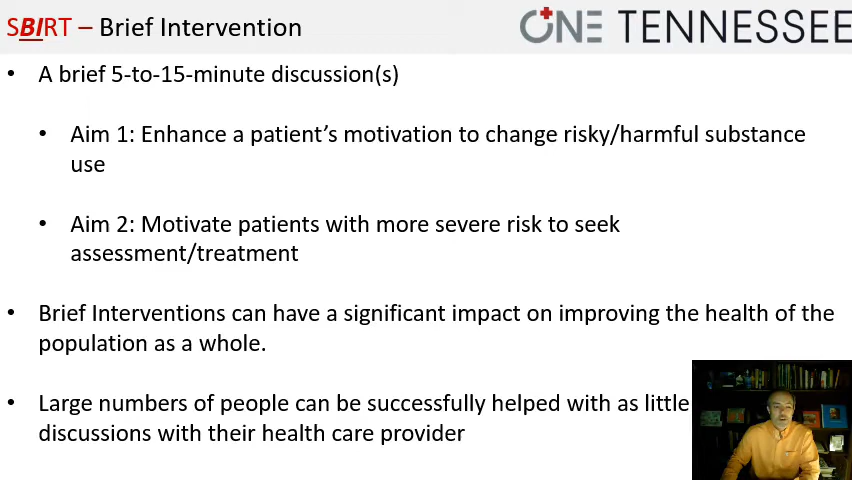 SBIRT – Brief Intervention
ONE TENNESSEE
• A brief 5-to-15-minute discussion(s)
• Aim 1: Enhance a patient's motivation to change risky/harmful substance
use
• Aim 2: Motivate patients with more severe risk to seek
assessment/treatment
• Brief Interventions can have a significant impact on improving the health of the
population as a whole.
• Large numbers of people can be successfully helped with as little
discussions with their health care provider